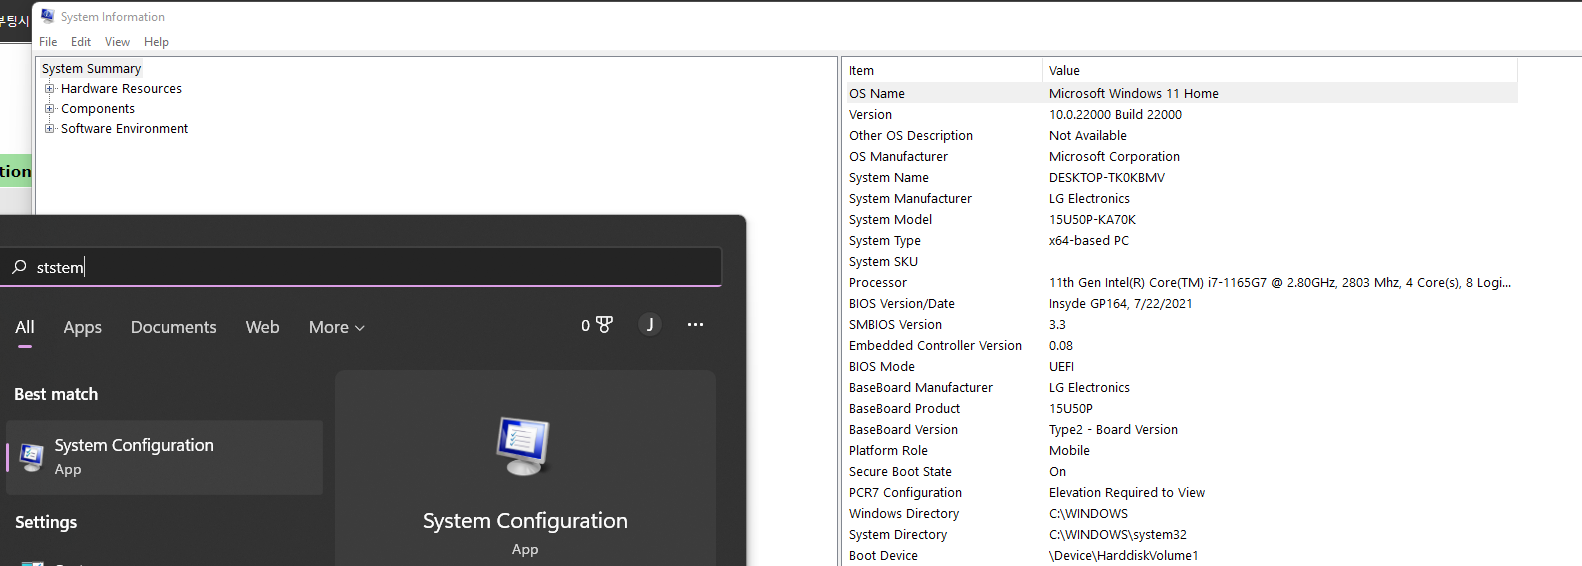 부팅시
System Information
File Edit View Help
System Summary
Hardware Resources
Components
Software Environment
tion
Item Value
OS Name Microsoft Windows 11 Home
Version 10.0.22000 Build 22000
Other OS Description Not Available
OS Manufacturer Microsoft Corporation
System Name DESKTOP-TK0KBMV
System Manufacturer LG Electronics
System Model 15U50P-KA70K
System Type x64-based PC
System SKU
Processor 11th Gen Intel(R) Core(TM) i7-1165G7 @ 2.80GHz, 2803 Mhz, 4 Core(s), 8 Logi...
BIOS Version/Date Insyde GP164, 7/22/2021
SMBIOS Version 3.3
Embedded Controller Version 0.08
BIOS Mode UEFI
BaseBoard Manufacturer LG Electronics
BaseBoard Product 15U50P
BaseBoard Version Type2 - Board Version
Platform Role Mobile
Secure Boot State On
PCR7 Configuration Elevation Required to View
Windows Directory C:\WINDOWS
System Directory C:\WINDOWS\system32
Boot Device \Device\HarddiskVolume1
ststem
All Apps Documents Web More 0 J ...
Best match
System Configuration
App
Settings
System Configuration
App